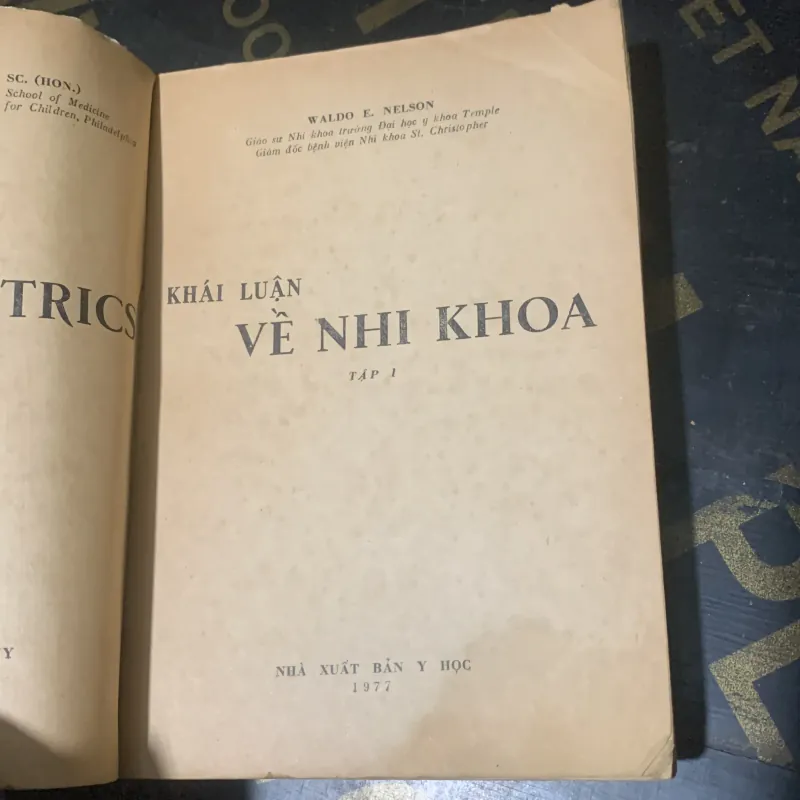 SC. (HON.)
School of Medicine
for Children, Philadelphia
TRICS
Y
WALDO E. NELSON
Giáo sư Nhi khoa trường Đại học y khoa Temple
Giám đốc bệnh viện Nhi khoa St. Christopher
KHÁI LUẬN
VỀ NHI KHOA
TẬP I
NHÀ XUẤT BẢN Y HỌC
1977